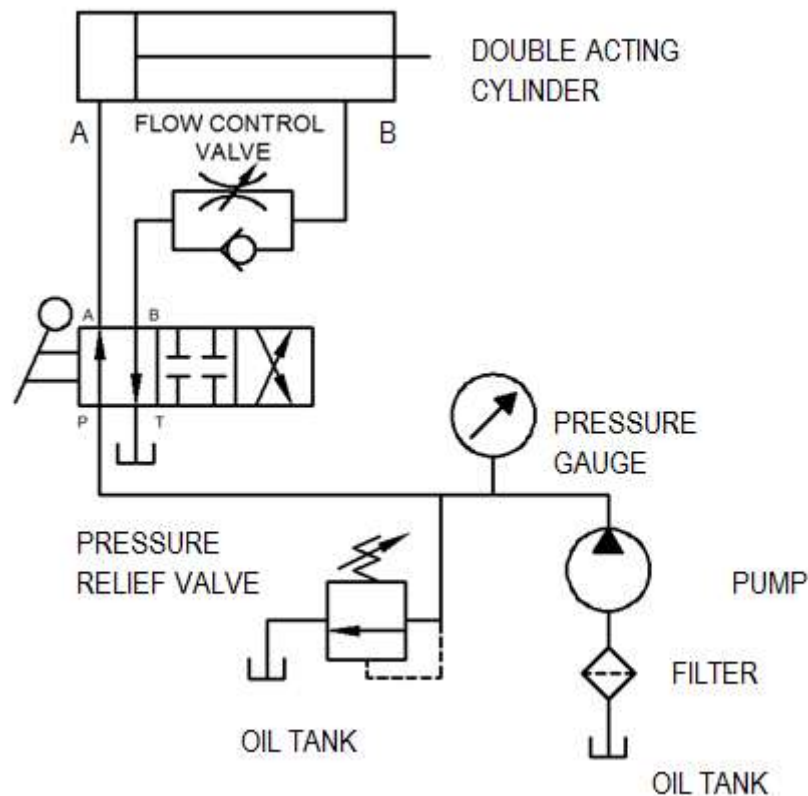 DOUBLE ACTING
CYLINDER
A
FLOW CONTROL
VALVE
B
A
B
P
T
PRESSURE
GAUGE
PRESSURE
RELIEF VALVE
PUMP
FILTER
OIL TANK
OIL TANK